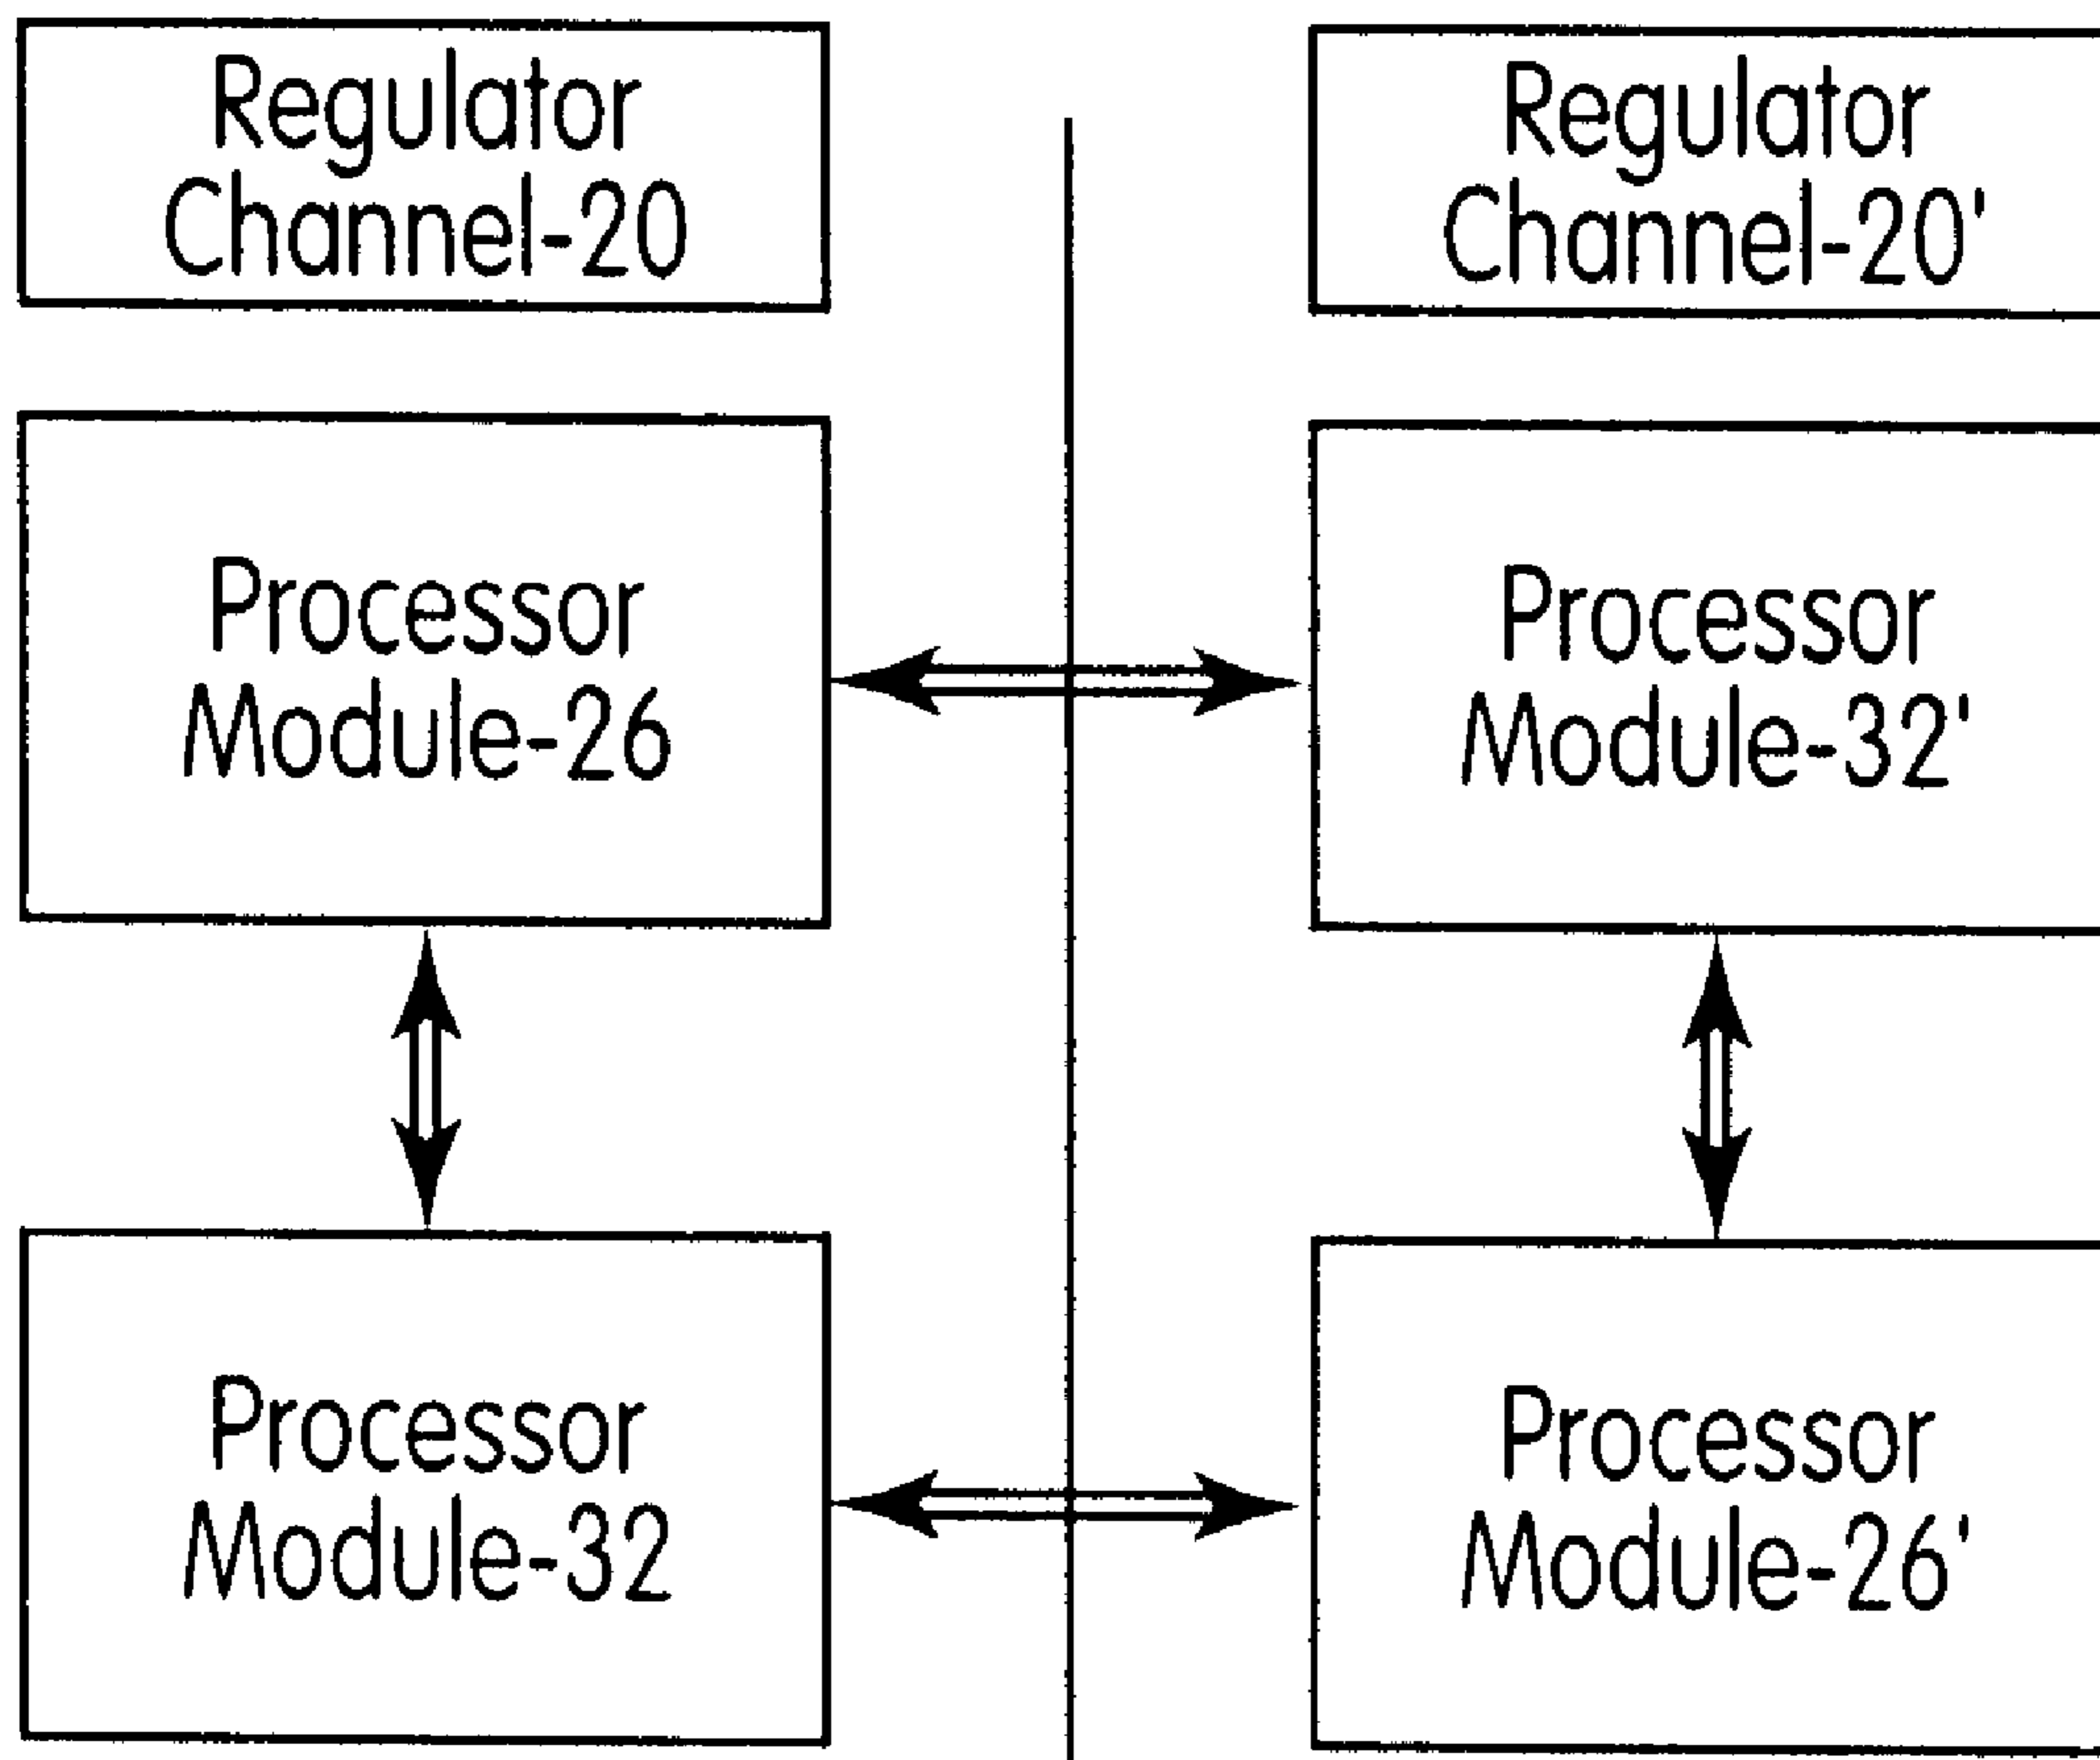 Regulator
Channel-20
Regulator
Channel-20'
Processor
Module-26
Processor
Module-32'
Processor
Module-32
Processor
Module-26'